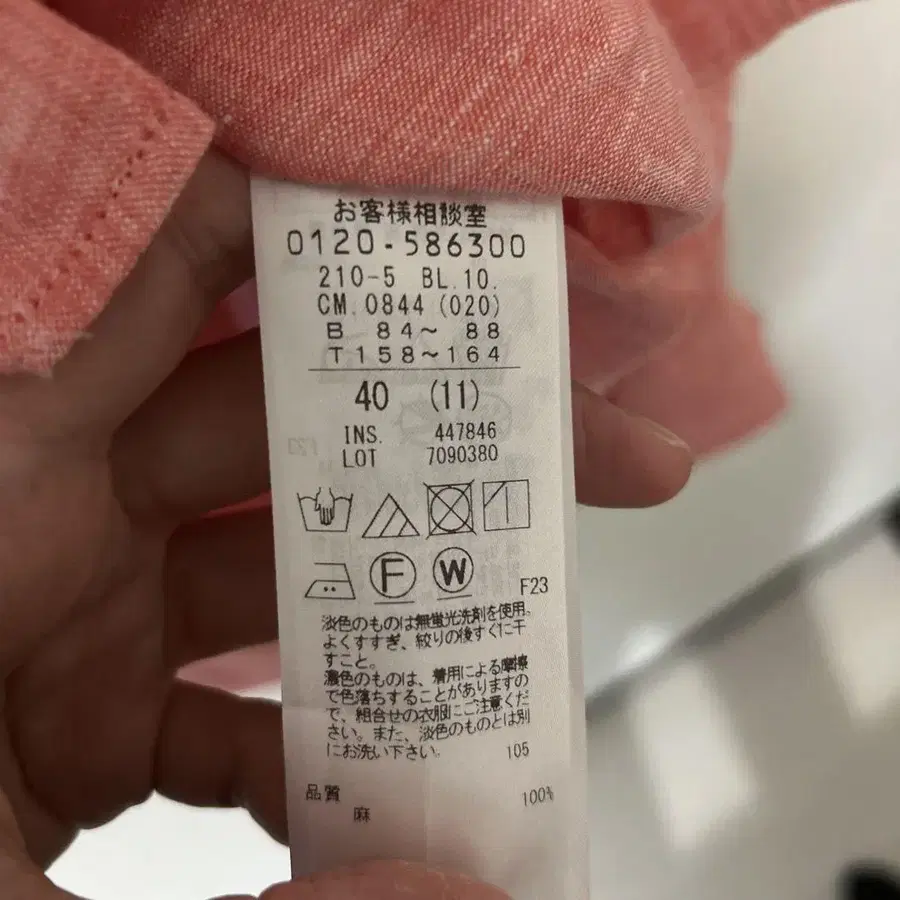 お客様相談室
0120-586300
210-5 BL.10.
CM.0844 (020)
B 84～ 88
T158～164
40 (11)
INS. 447846
LOT 7090380
F W F23
淡色のものは無蛍光洗剤を使用。
よくすすぎ、絞りの後すぐに干
すこと。
濃色のものは、着用による摩擦
で色落ちすることがありますの
で、組合せの衣服にご注意くだ
さい。また、淡色のものとは別
にお洗い下さい。 105
品質 100%
麻